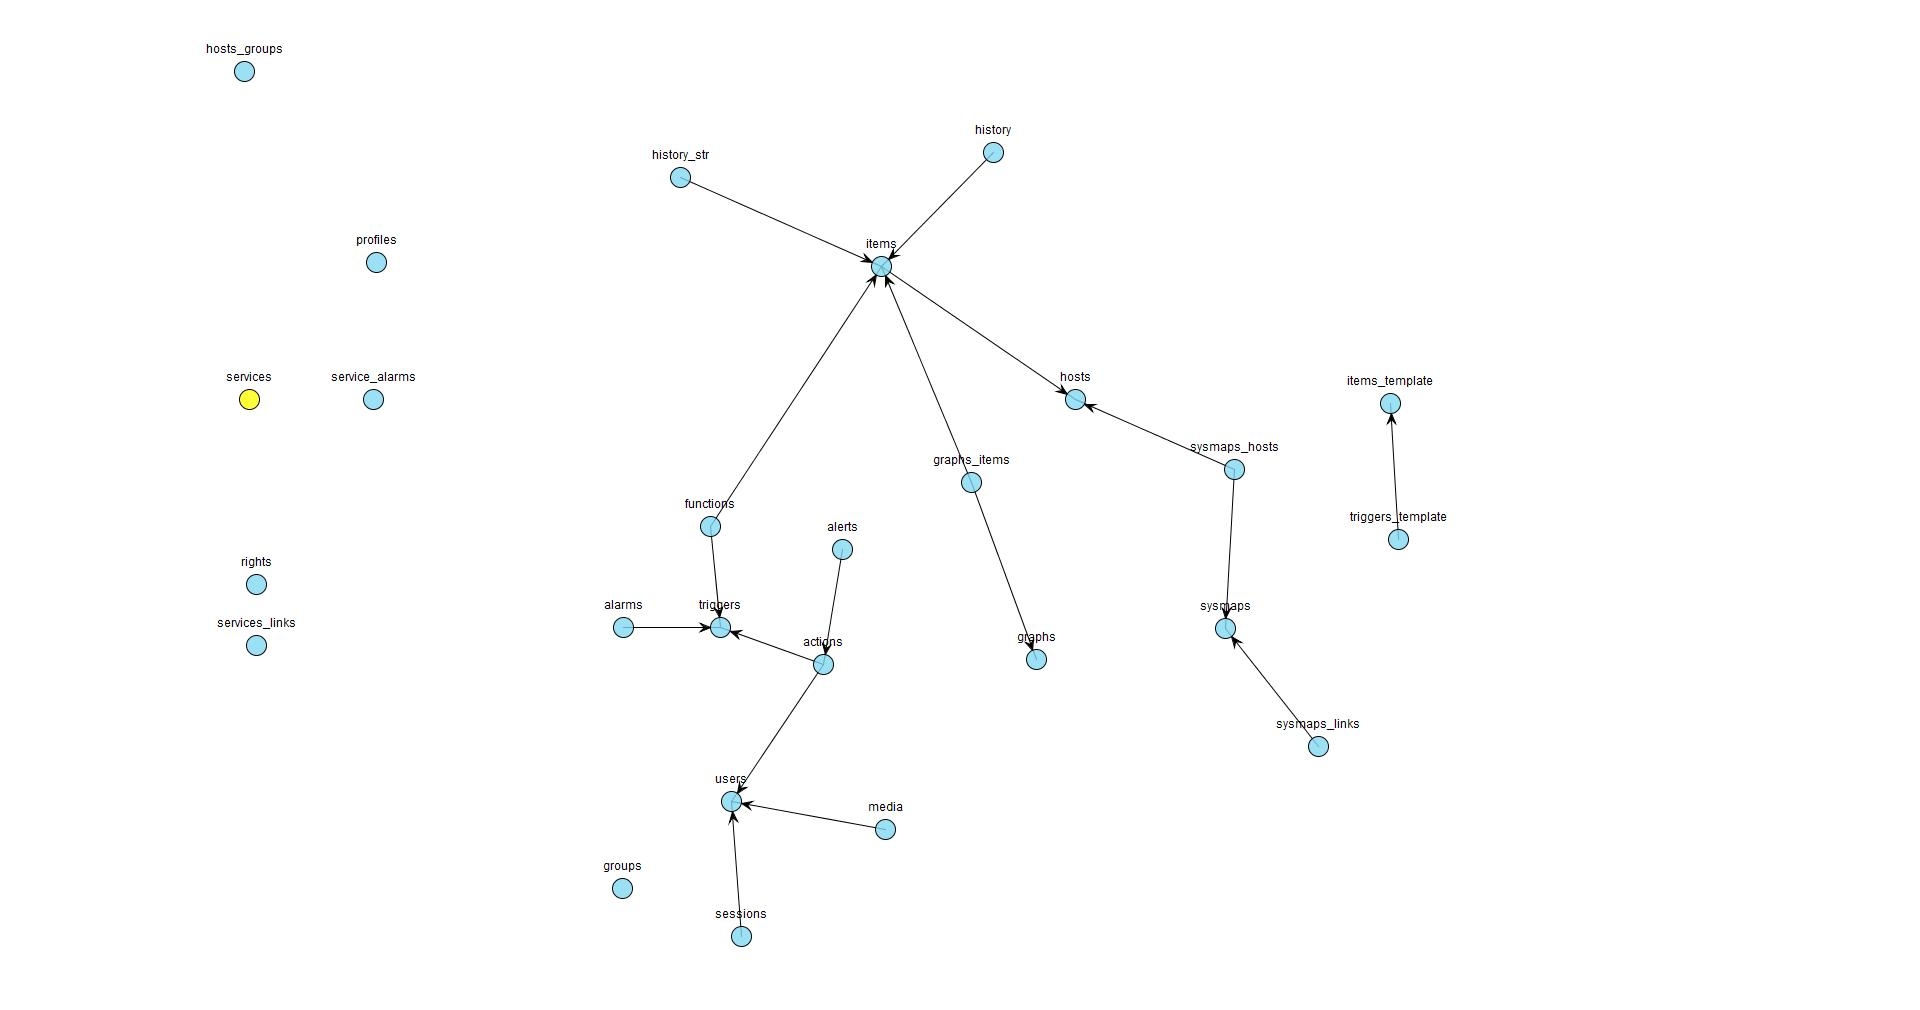 hosts_groups
history
history_str
profiles
items
services
service_alarms
hosts
items_template
sysmaps_hosts
graphs_items
functions
triggers_template
alerts
rights
alarms
triggers
sysmaps
services_links
graphs
actions
sysmaps_links
users
media
groups
sessions